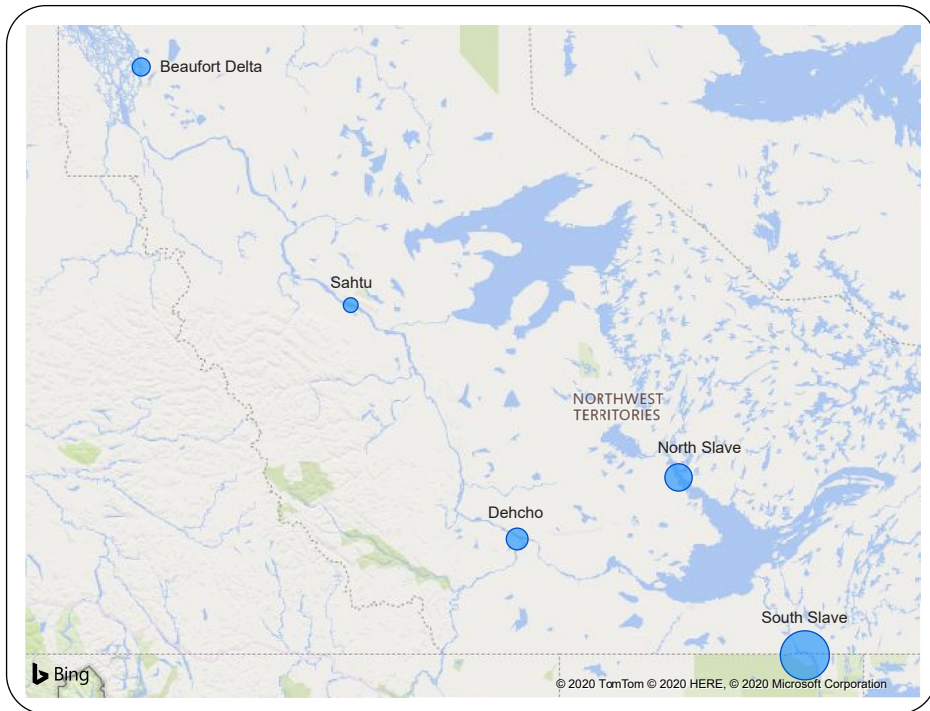 Beaufort Delta
Sahtu
NORTHWEST
TERRITORIES
North Slave
Dehcho
South Slave
Bing
© 2020 TomTom © 2020 HERE, © 2020 Microsoft Corporation